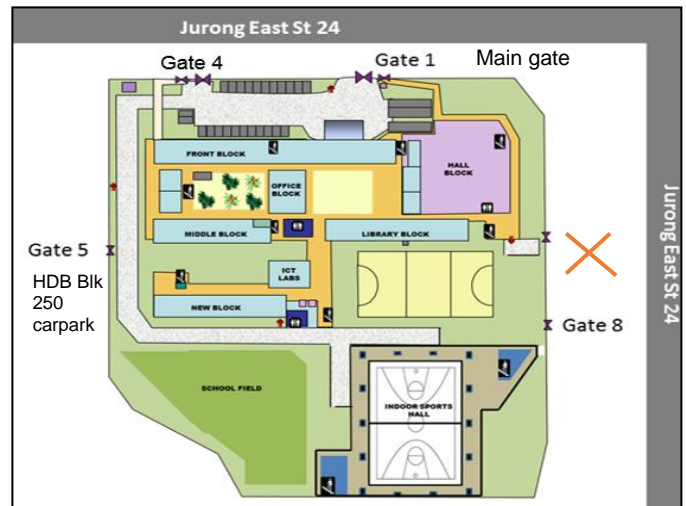 Jurong East St 24
Gate 4
Gate 1
Main gate
FRONT BLOCK
HALL
BLOCK
OFFICE
BLOCK
Jurong East St 24
MIDDLE BLOCK
LIBRARY BLOCK
Gate 5
HDB Blk
250
carpark
ICT
LABS
NEW BLOCK
Gate 8
SCHOOL FIELD
INDOOR SPORTS
HALL